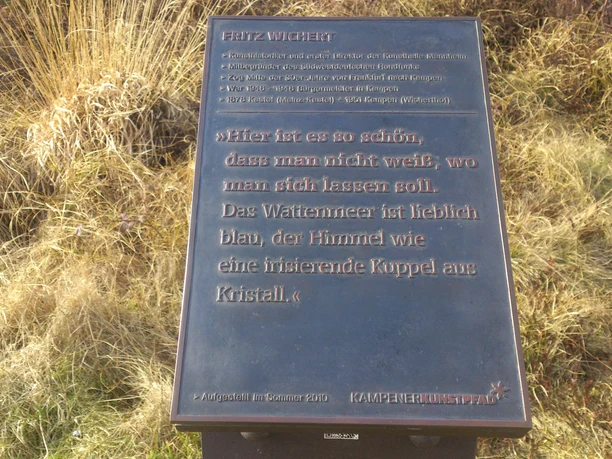 FRITZ WICHERT
> Kunsthistoriker und erster Direktor der Kunsthalle Mannheim
> Mitbegründer des Südwestdeutschen Rundfunks
> Zog Mitte der 30er Jahre von Frankfurt nach Kampen
> War 1946 - 1948 Bürgermeister in Kampen
> 1878 Kastel (Mainz-Kastel) - 1951 Kampen (Wicherthof)
»Hier ist es so schön,
dass man nicht weiß, wo
man sich lassen soll.
Das Wattenmeer ist lieblich
blau, der Himmel wie
eine irisierende Kuppel aus
Kristall.«
> Aufgestellt im Sommer 2010
KAMPENERKUNSTPFAD